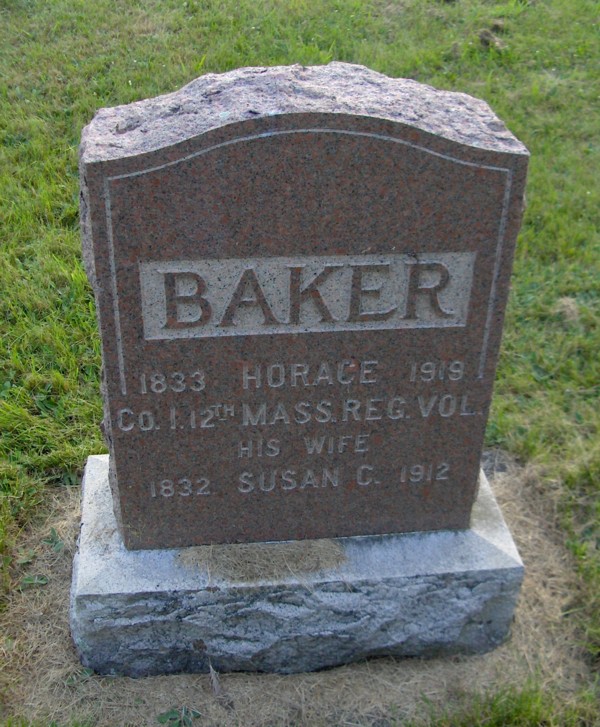 BAKER
1833 HORACE 1919
CO. I. 12TH MASS. REG. VOL.
HIS WIFE
1832 SUSAN C. 1912